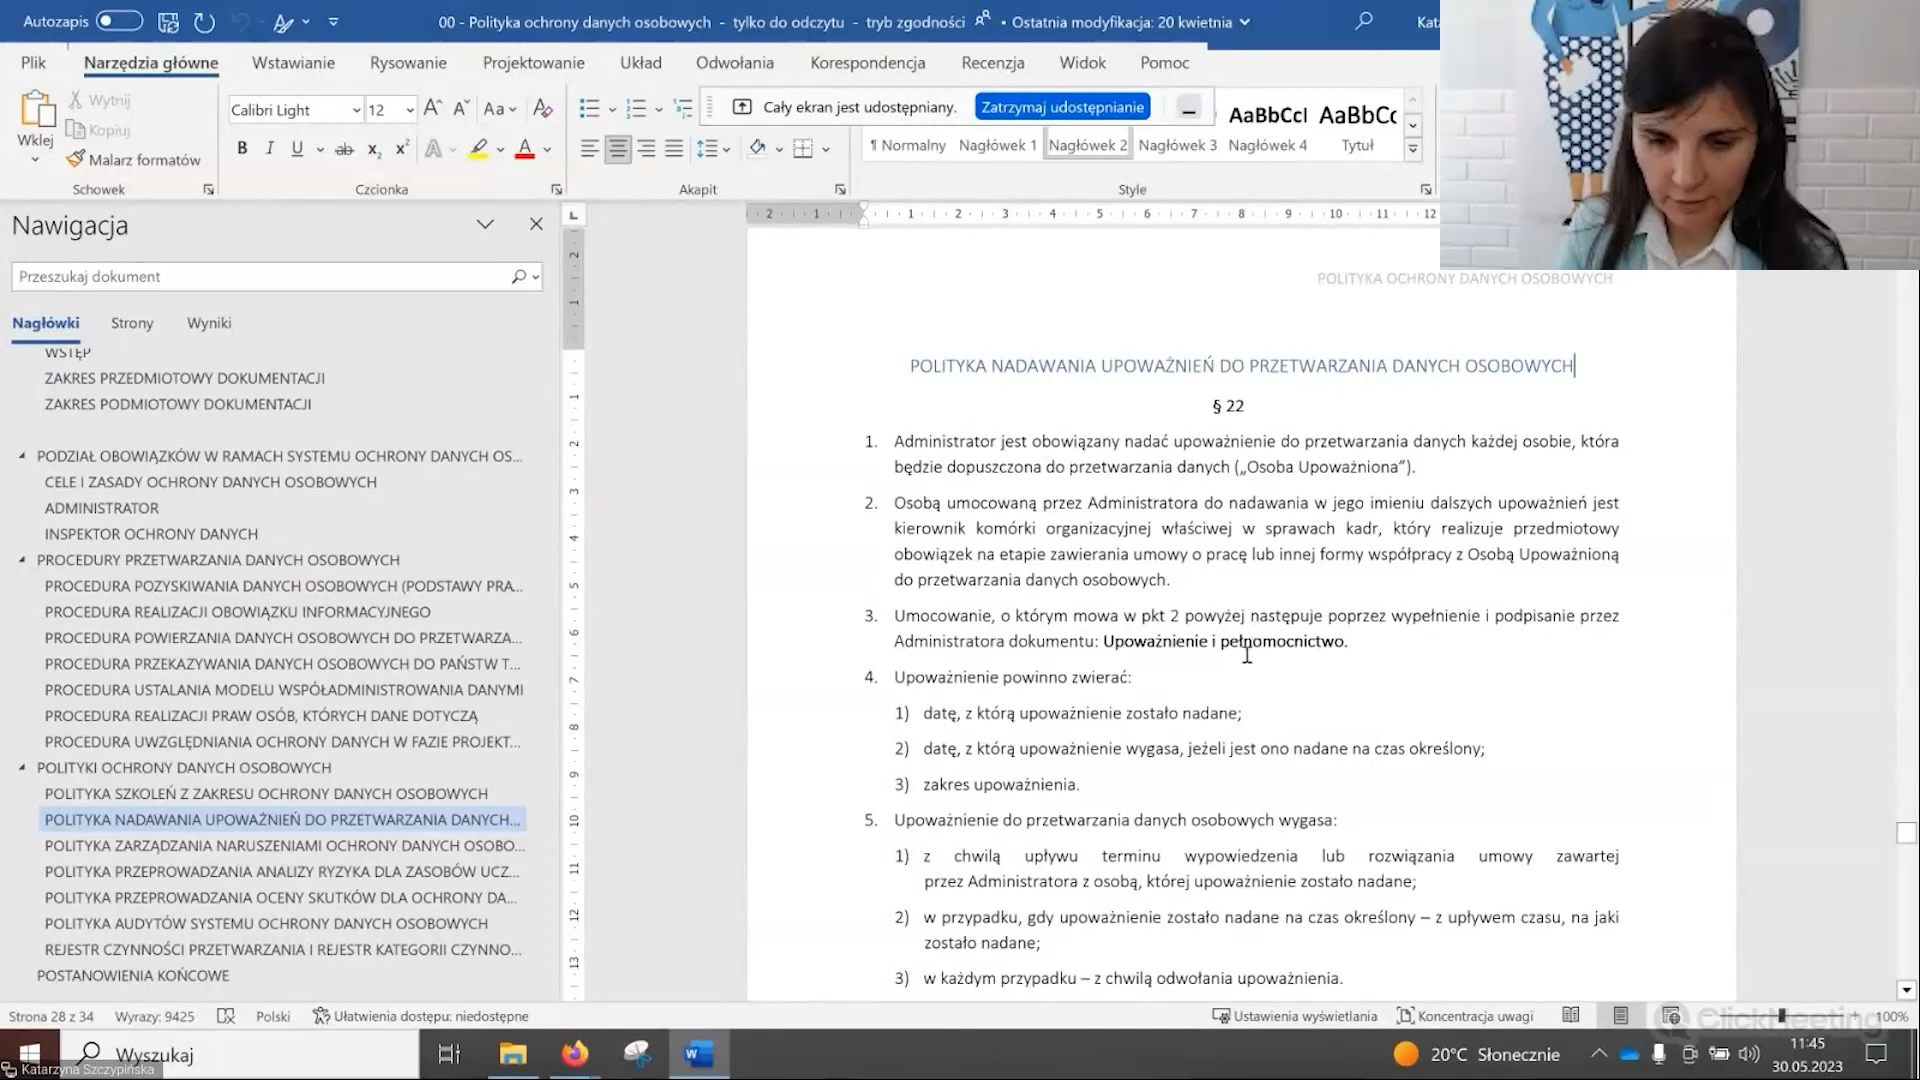 Autozapis
00 - Polityka ochrony danych osobowych - tylko do odczytu - tryb zgodności • Ostatnia modyfikacja: 20 kwietnia
Kata
Plik Narzędzia główne Wstawianie Rysowanie Projektowanie Układ Odwołania Korespondencja Recenzja Widok Pomoc
Wklej
Wytnij
Kopiuj
Malarz formatów
Schowek
Calibri Light 12
Czcionka
Akapit
Cały ekran jest udostępniany. Zatrzymaj udostępnianie
AaBbCcI AaBbCc
¶ Normalny Nagłówek 1 Nagłówek 2 Nagłówek 3 Nagłówek 4 Tytuł
Style
Nawigacja
Przeszukaj dokument
Nagłówki Strony Wyniki
WSTĘP
ZAKRES PRZEDMIOTOWY DOKUMENTACJI
ZAKRES PODMIOTOWY DOKUMENTACJI
PODZIAŁ OBOWIĄZKÓW W RAMACH SYSTEMU OCHRONY DANYCH OS...
CELE I ZASADY OCHRONY DANYCH OSOBOWYCH
ADMINISTRATOR
INSPEKTOR OCHRONY DANYCH
PROCEDURY PRZETWARZANIA DANYCH OSOBOWYCH
PROCEDURA POZYSKIWANIA DANYCH OSOBOWYCH (PODSTAWY PRA...
PROCEDURA REALIZACJI OBOWIĄZKU INFORMACYJNEGO
PROCEDURA POWIERZANIA DANYCH OSOBOWYCH DO PRZETWARZA...
PROCEDURA PRZEKAZYWANIA DANYCH OSOBOWYCH DO PAŃSTW T...
PROCEDURA USTALANIA MODELU WSPÓŁADMINISTROWANIA DANYMI
PROCEDURA REALIZACJI PRAW OSÓB, KTÓRYCH DANE DOTYCZĄ
PROCEDURA UWZGLĘDNIANIA OCHRONY DANYCH W FAZIE PROJEKT...
POLITYKI OCHRONY DANYCH OSOBOWYCH
POLITYKA SZKOLEŃ Z ZAKRESU OCHRONY DANYCH OSOBOWYCH
POLITYKA NADAWANIA UPOWAŻNIEŃ DO PRZETWARZANIA DANYCH...
POLITYKA ZARZĄDZANIA NARUSZENIAMI OCHRONY DANYCH OSOBO...
POLITYKA PRZEPROWADZANIA ANALIZY RYZYKA DLA ZASOBÓW UCZ...
POLITYKA PRZEPROWADZANIA OCENY SKUTKÓW DLA OCHRONY DA...
POLITYKA AUDYTÓW SYSTEMU OCHRONY DANYCH OSOBOWYCH
REJESTR CZYNNOŚCI PRZETWARZANIA I REJESTR KATEGORII CZYNNO...
POSTANOWIENIA KOŃCOWE
POLITYKA OCHRONY DANYCH OSOBOWYCH
POLITYKA NADAWANIA UPOWAŻNIEŃ DO PRZETWARZANIA DANYCH OSOBOWYCH
§ 22
1. Administrator jest obowiązany nadać upoważnienie do przetwarzania danych każdej osobie, która
będzie dopuszczona do przetwarzania danych („Osoba Upoważniona”).
2. Osobą umocowaną przez Administratora do nadawania w jego imieniu dalszych upoważnień jest
kierownik komórki organizacyjnej właściwej w sprawach kadr, który realizuje przedmiotowy
obowiązek na etapie zawierania umowy o pracę lub innej formy współpracy z Osobą Upoważnioną
do przetwarzania danych osobowych.
3. Umocowanie, o którym mowa w pkt 2 powyżej następuje poprzez wypełnienie i podpisanie przez
Administratora dokumentu: Upoważnienie i pełnomocnictwo.
4. Upoważnienie powinno zwierać:
1) datę, z którą upoważnienie zostało nadane;
2) datę, z którą upoważnienie wygasa, jeżeli jest ono nadane na czas określony;
3) zakres upoważnienia.
5. Upoważnienie do przetwarzania danych osobowych wygasa:
1) z chwilą upływu terminu wypowiedzenia lub rozwiązania umowy zawartej
przez Administratora z osobą, której upoważnienie zostało nadane;
2) w przypadku, gdy upoważnienie zostało nadane na czas określony – z upływem czasu, na jaki
zostało nadane;
3) w każdym przypadku – z chwilą odwołania upoważnienia.
Strona 28 z 34 Wyrazy: 9425 Polski Ułatwienia dostępu: niedostępne Ustawienia wyświetlania Koncentracja uwagi 100%
ClickMeeting
Wyszukaj
Katarzyna Szczypińska
20°C Słonecznie
11:45
30.05.2023